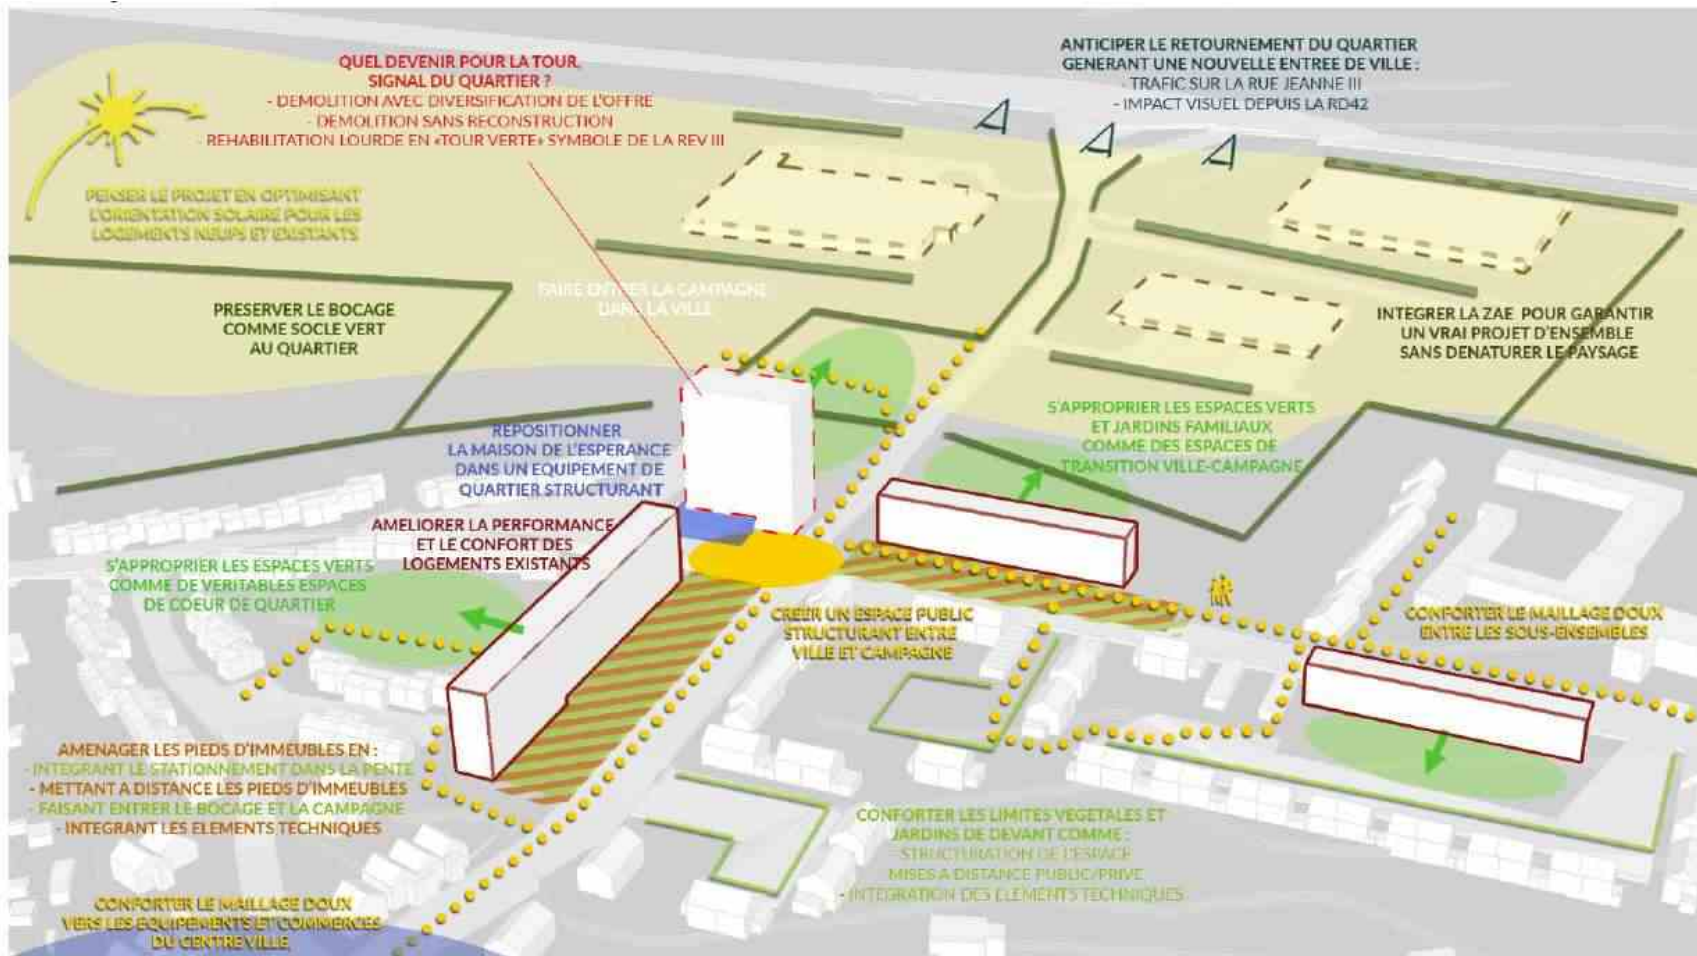 QUEL DEVENIR POUR LA TOUR,
SIGNAL DU QUARTIER ?
- DEMOLITION AVEC DIVERSIFICATION DE L'OFFRE
- DEMOLITION SANS RECONSTRUCTION
- REHABILITATION LOURDE EN «TOUR VERTE» SYMBOLE DE LA REV III
ANTICIPER LE RETOURNEMENT DU QUARTIER
GENERANT UNE NOUVELLE ENTREE DE VILLE :
- TRAFIC SUR LA RUE JEANNE III
- IMPACT VISUEL DEPUIS LA RD42
PENSER LE PROJET EN OPTIMISANT
L'ORIENTATION SOLAIRE POUR LES
LOGEMENTS NEUFS ET EXISTANTS
FAIRE ENTRER LA CAMPAGNE
DANS LA VILLE
PRESERVER LE BOCAGE
COMME SOCLE VERT
AU QUARTIER
INTEGRER LA ZAE POUR GARANTIR
UN VRAI PROJET D'ENSEMBLE
SANS DENATURER LE PAYSAGE
S'APPROPRIER LES ESPACES VERTS
ET JARDINS FAMILIAUX
COMME DES ESPACES DE
TRANSITION VILLE-CAMPAGNE
REPOSITIONNER
LA MAISON DE L'ESPERANCE
DANS UN EQUIPEMENT DE
QUARTIER STRUCTURANT
AMELIORER LA PERFORMANCE
ET LE CONFORT DES
LOGEMENTS EXISTANTS
S'APPROPRIER LES ESPACES VERTS
COMME DE VERITABLES ESPACES
DE COEUR DE QUARTIER
CREER UN ESPACE PUBLIC
STRUCTURANT ENTRE
VILLE ET CAMPAGNE
CONFORTER LE MAILLAGE DOUX
ENTRE LES SOUS-ENSEMBLES
AMENAGER LES PIEDS D'IMMEUBLES EN :
- INTEGRANT LE STATIONNEMENT DANS LA PENTE
- METTANT A DISTANCE LES PIEDS D'IMMEUBLES
- FAISANT ENTRER LE BOCAGE ET LA CAMPAGNE
- INTEGRANT LES ELEMENTS TECHNIQUES
CONFORTER LES LIMITES VEGETALES ET
JARDINS DE DEVANT COMME :
- STRUCTURATION DE L'ESPACE
MISES A DISTANCE PUBLIC/PRIVE
- INTEGRATION DES ELEMENTS TECHNIQUES
CONFORTER LE MAILLAGE DOUX
VERS LES EQUIPEMENTS ET COMMERCES
DU CENTRE VILLE